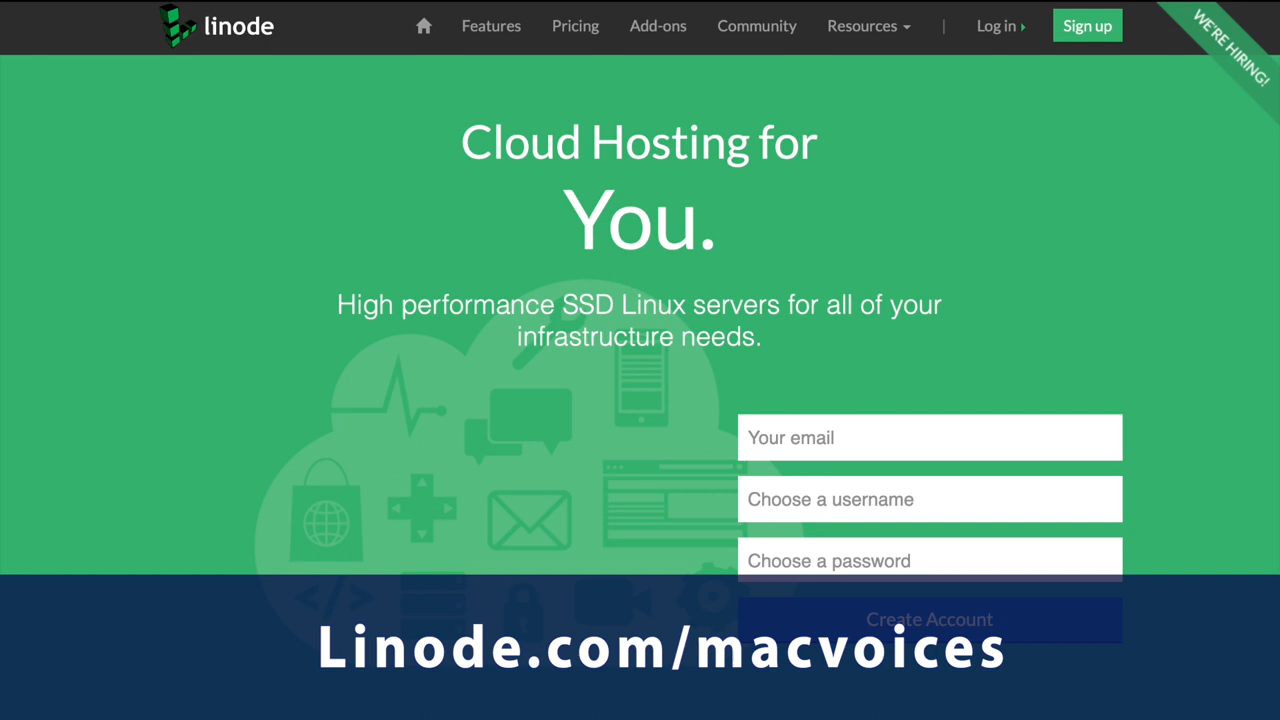 linode
Features
Pricing
Add-ons
Community
Resources
|
Log in
Sign up
WE'RE HIRING!
Cloud Hosting for
You.
High performance SSD Linux servers for all of your
infrastructure needs.
Your email
Choose a username
Choose a password
Create Account
Linode.com/macvoices